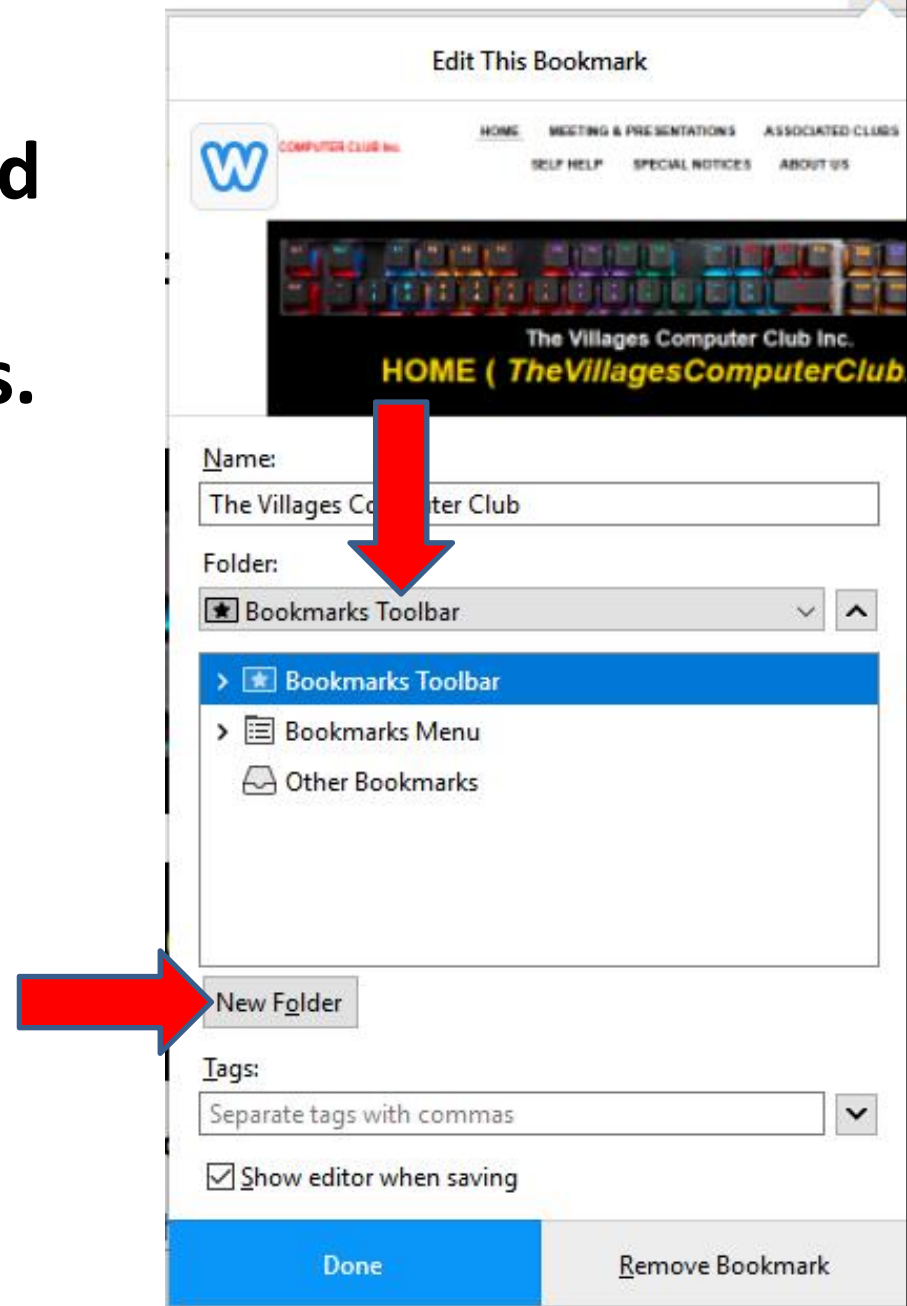 Edit This Bookmark
d
s.
W
COMPUTER CLUB Inc.
HOME MEETING & PRESENTATIONS ASSOCIATED CLUBS
SELF HELP SPECIAL NOTICES ABOUT US
The Villages Computer Club Inc.
HOME ( TheVillagesComputerClub.
Name:
The Villages Co ter Club
Folder:
Bookmarks Toolbar
Bookmarks Toolbar
Bookmarks Menu
Other Bookmarks
New Folder
Tags:
Separate tags with commas
Show editor when saving
Done Remove Bookmark